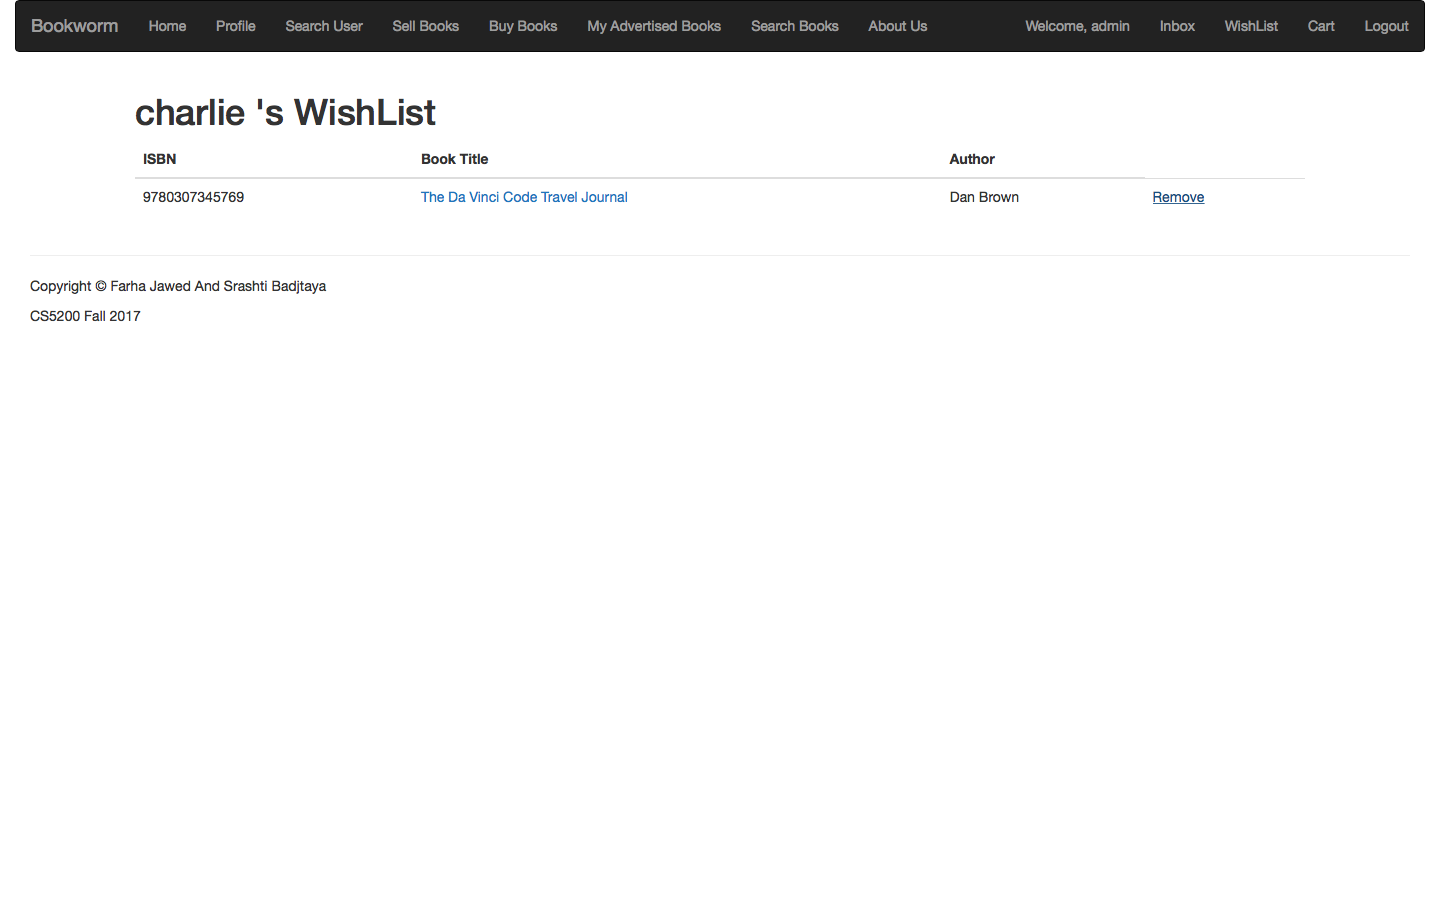 Bookworm Home Profile Search User Sell Books Buy Books My Advertised Books Search Books About Us Welcome, admin Inbox WishList Cart Logout
charlie 's WishList
ISBN Book Title Author
9780307345769 The Da Vinci Code Travel Journal Dan Brown Remove
Copyright © Farha Jawed And Srashti Badjtaya
CS5200 Fall 2017